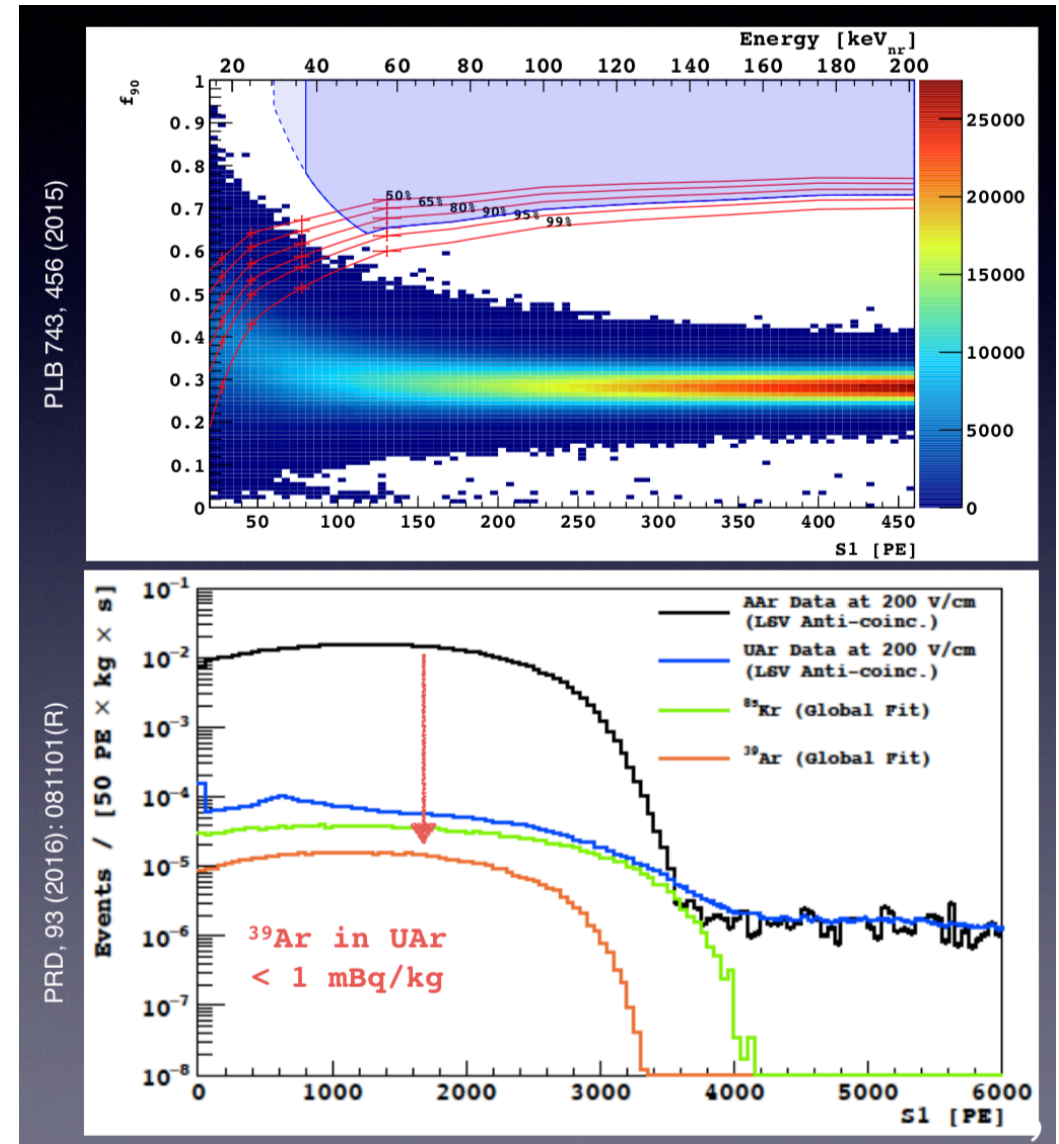 PLB 743, 456 (2015)
Energy [keVnr]
20 40 60 80 100 120 140 160 180 200
f90
1
0.9
0.8
0.7
0.6
0.5
0.4
0.3
0.2
0.1
0
50% 65% 80% 90% 95% 99%
25000
20000
15000
10000
5000
0
50 100 150 200 250 300 350 400 450
S1 [PE]
PRD, 93 (2016): 081101(R)
Events / [50 PE × kg × s]
10⁻¹
10⁻²
10⁻³
10⁻⁴
10⁻⁵
10⁻⁶
10⁻⁷
10⁻⁸
AAr Data at 200 V/cm
(LSV Anti-coinc.)
UAr Data at 200 V/cm
(LSV Anti-coinc.)
⁸⁵Kr (Global Fit)
³⁹Ar (Global Fit)
³⁹Ar in UAr
< 1 mBq/kg
0 1000 2000 3000 4000 5000 6000
S1 [PE]